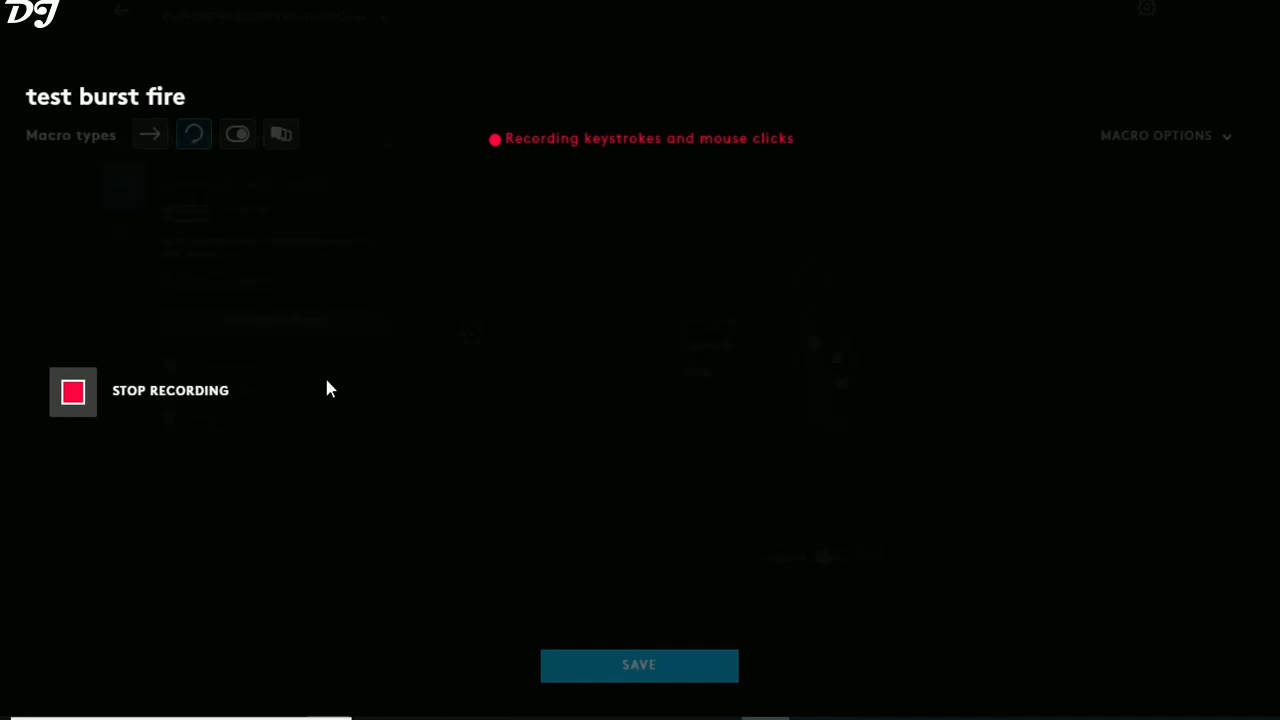 DJ
test burst fire
Macro types
Recording keystrokes and mouse clicks
MACRO OPTIONS
STOP RECORDING
SAVE